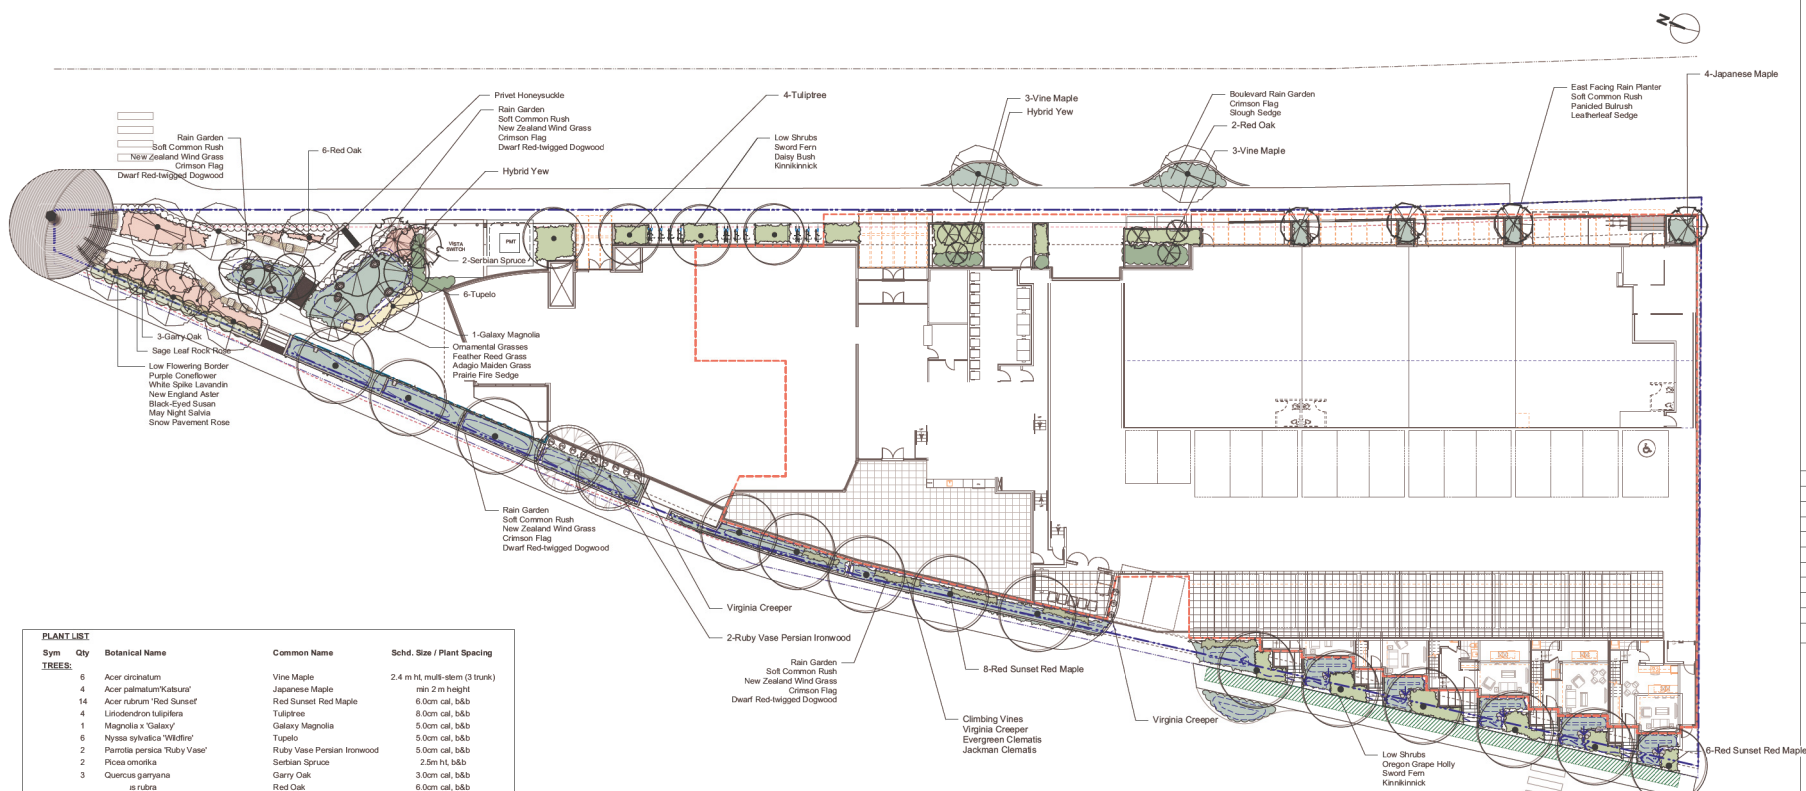 N
4-Japanese Maple
Privet Honeysuckle
Rain Garden
Soft Common Rush
New Zealand Wind Grass
Crimson Flag
Dwarf Red-twigged Dogwood
4-Tuliptree
3-Vine Maple
Hybrid Yew
Boulevard Rain Garden
Crimson Flag
Slough Sedge
2-Red Oak
3-Vine Maple
East Facing Rain Planter
Soft Common Rush
Panicled Bulrush
Leatherleaf Sedge
Rain Garden
Soft Common Rush
New Zealand Wind Grass
Crimson Flag
Dwarf Red-twigged Dogwood
6-Red Oak
Hybrid Yew
Low Shrubs
Sword Fern
Daisy Bush
Kinnikinnick
VISTA
SWITCH
PMT
2-Serbian Spruce
6-Tupelo
1-Galaxy Magnolia
Ornamental Grasses
Feather Reed Grass
Adagio Maiden Grass
Prairie Fire Sedge
3-Garry Oak
Sage Leaf Rock Rose
Low Flowering Border
Purple Coneflower
White Spike Lavandin
New England Aster
Black-Eyed Susan
May Night Salvia
Snow Pavement Rose
Rain Garden
Soft Common Rush
New Zealand Wind Grass
Crimson Flag
Dwarf Red-twigged Dogwood
Virginia Creeper
2-Ruby Vase Persian Ironwood
Rain Garden
Soft Common Rush
New Zealand Wind Grass
Crimson Flag
Dwarf Red-twigged Dogwood
8-Red Sunset Red Maple
Climbing Vines
Virginia Creeper
Evergreen Clematis
Jackman Clematis
Virginia Creeper
Low Shrubs
Oregon Grape Holly
Sword Fern
Kinnikinnick
6-Red Sunset Red Maple
PLANT LIST
Sym Qty Botanical Name Common Name Schd. Size / Plant Spacing
TREES:
6 Acer circinatum Vine Maple 2.4 m ht, multi-stem (3 trunk)
4 Acer palmatum'Katsura' Japanese Maple min 2 m height
14 Acer rubrum 'Red Sunset' Red Sunset Red Maple 6.0cm cal, b&b
4 Liriodendron tulipifera Tuliptree 8.0cm cal, b&b
1 Magnolia x 'Galaxy' Galaxy Magnolia 5.0cm cal, b&b
6 Nyssa sylvatica 'Wildfire' Tupelo 5.0cm cal, b&b
2 Parrotia persica 'Ruby Vase' Ruby Vase Persian Ironwood 5.0cm cal, b&b
2 Picea omorika Serbian Spruce 2.5m ht, b&b
3 Quercus garryana Garry Oak 3.0cm cal, b&b
us rubra Red Oak 6.0cm cal, b&b